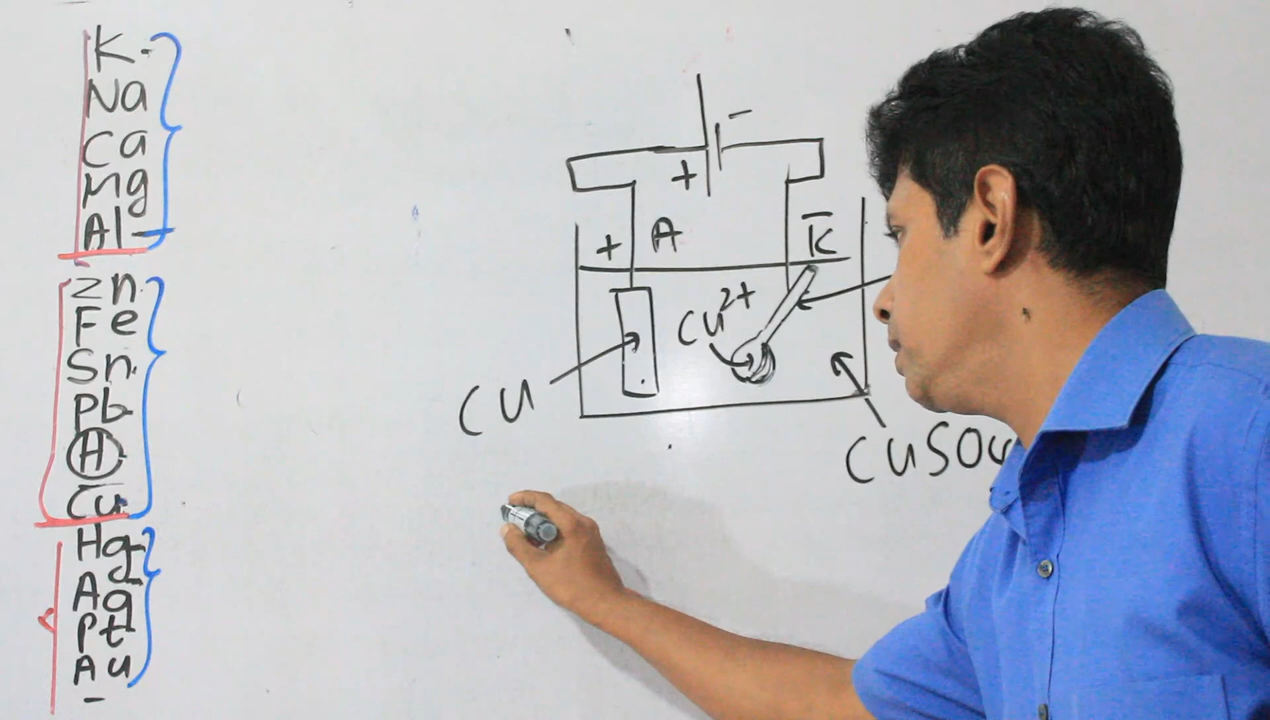 K
Na
Ca
Mg
Al
Zn
Fe
Sn
Pb
H
Cu
Hg
Ag
Pt
Au
-
-
+
+ A
- K
Cu²⁺
Cu
CuSO4